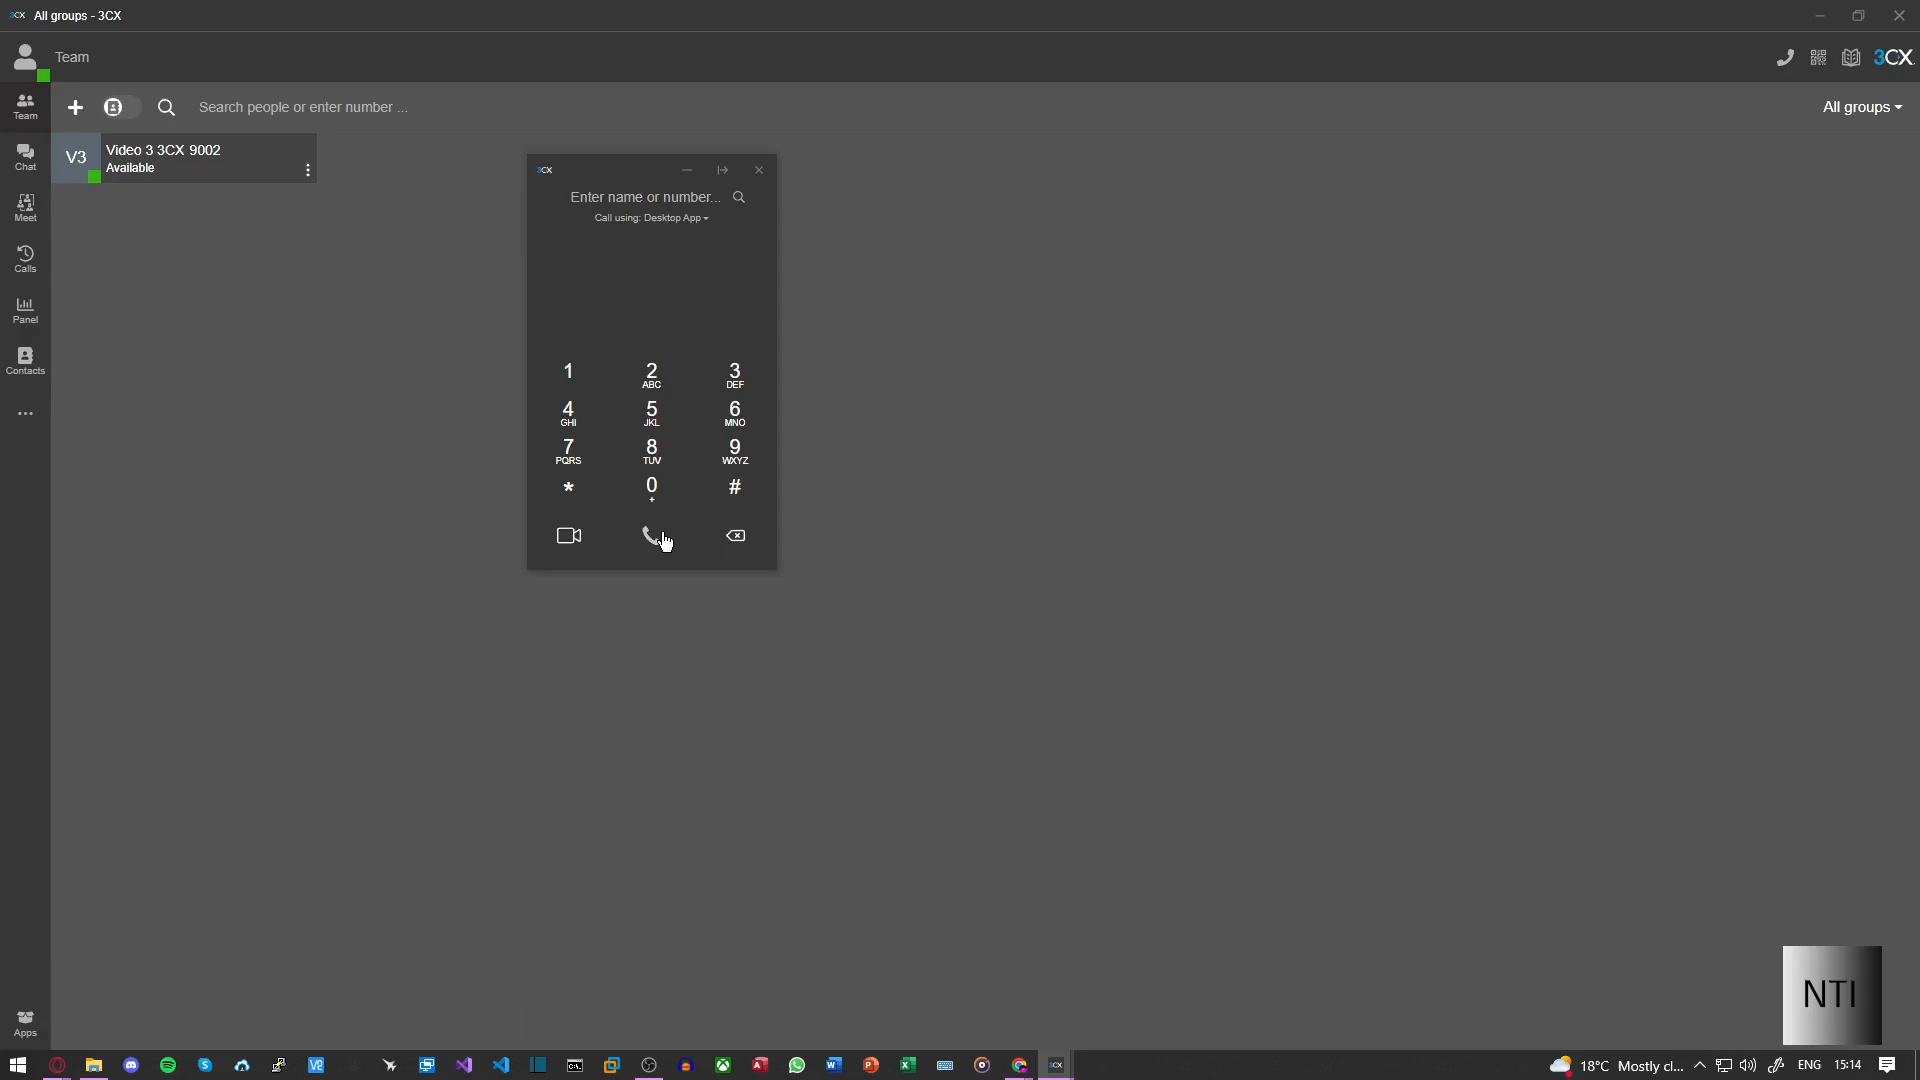 3CX All groups - 3CX
Team
3CX
Team
Search people or enter number ...
All groups
V3
Video 3 3CX 9002
Available
Chat
Meet
Calls
Panel
Contacts
Apps
3CX
Enter name or number...
Call using: Desktop App
1
2
ABC
3
DEF
4
GHI
5
JKL
6
MNO
7
PQRS
8
TUV
9
WXYZ
*
0
+
#
NTI
18°C Mostly cl...
ENG
15:14
3CX